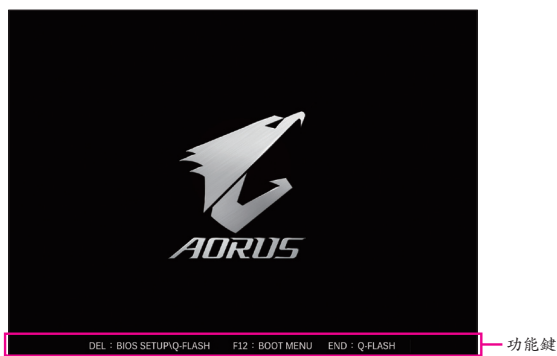 AORUS
DEL : BIOS SETUP\Q-FLASH F12 : BOOT MENU END : Q-FLASH
功能鍵